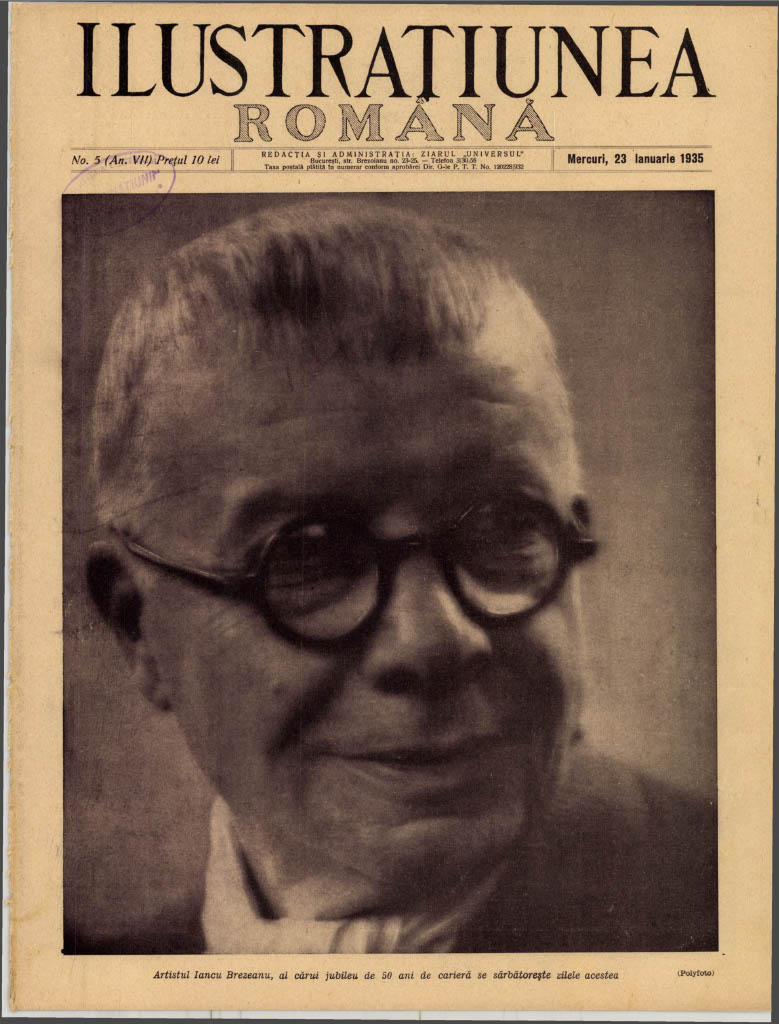 ILUSTRAȚIUNEA
ROMÂNĂ
No. 5 (An. VII) Prețul 10 lei
REDACȚIA ȘI ADMINISTRAȚIA: ZIARUL „UNIVERSUL"
București, str. Brezoianu no. 23-25. — Telefon 3|30.58
Taxa poștală plătită în numerar conform aprobărei Dir. G-le P. T. T. No. 120228|932
Mercuri, 23 Ianuarie 1935
Artistul Iancu Brezeanu, al cărui jubileu de 50 ani de carieră se sărbătorește zilele acestea
(Polyfoto)